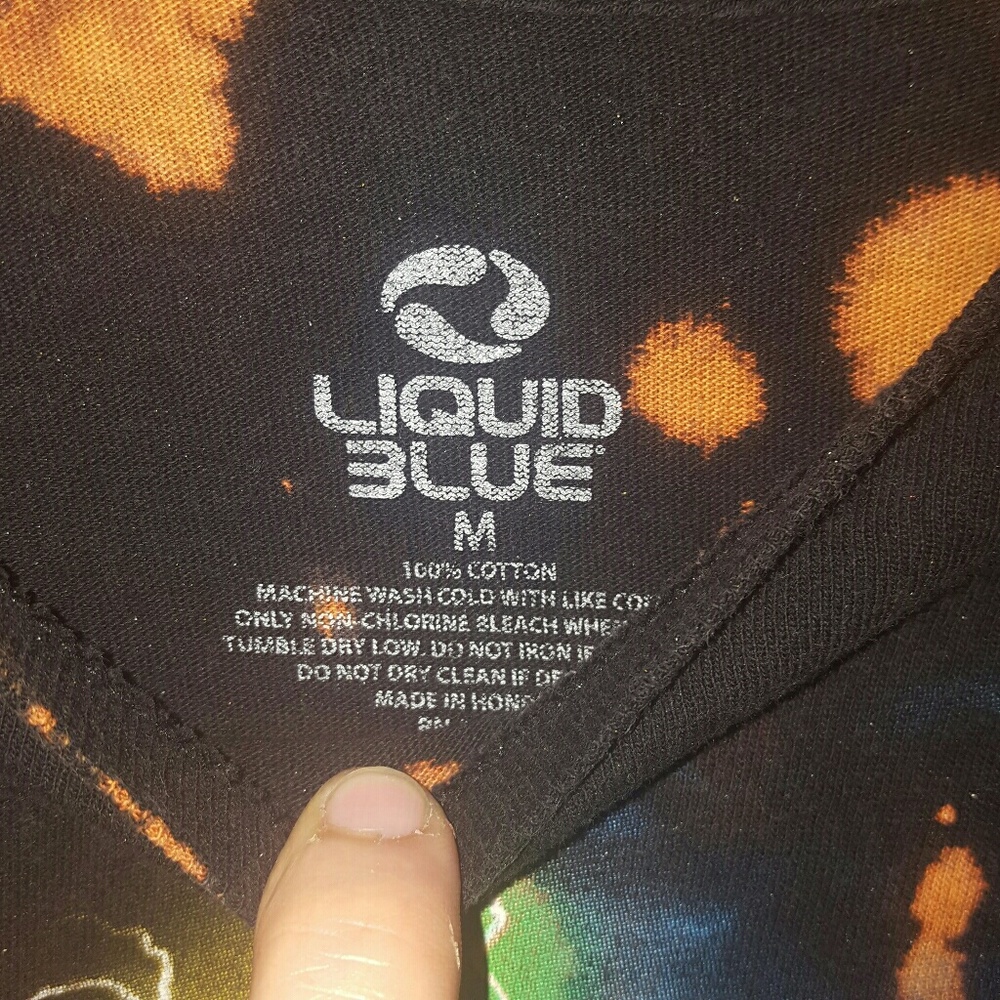 LIQUID
BLUE
M
100% COTTON
MACHINE WASH COLD WITH LIKE
ONLY NON-CHLORINE BLEACH
TUMBLE DRY LOW. DO NOT IRON
DO NOT DRY CLEAN IF
MADE IN